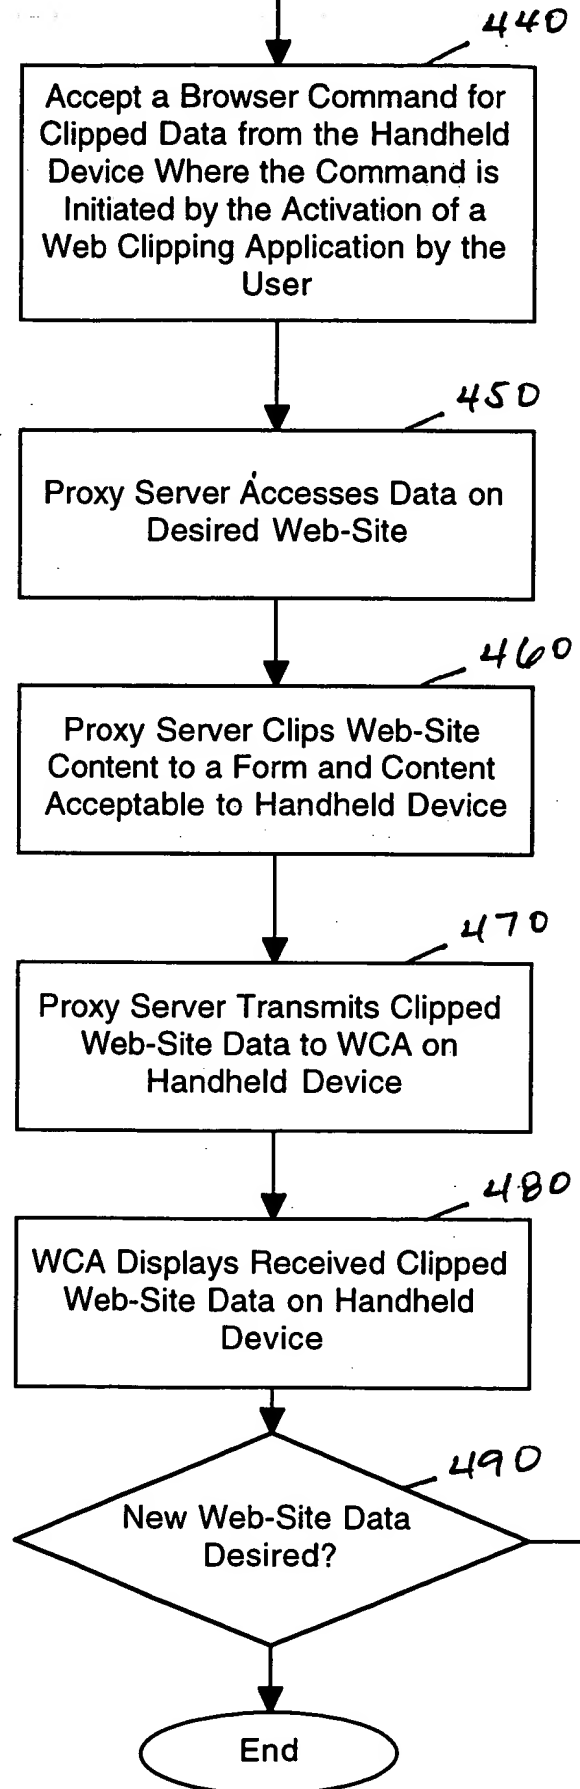 440
Accept a Browser Command for
Clipped Data from the Handheld
Device Where the Command is
Initiated by the Activation of a
Web Clipping Application by the
User
450
Proxy Server Accesses Data on
Desired Web-Site
460
Proxy Server Clips Web-Site
Content to a Form and Content
Acceptable to Handheld Device
470
Proxy Server Transmits Clipped
Web-Site Data to WCA on
Handheld Device
480
WCA Displays Received Clipped
Web-Site Data on Handheld
Device
490
New Web-Site Data
Desired?
End